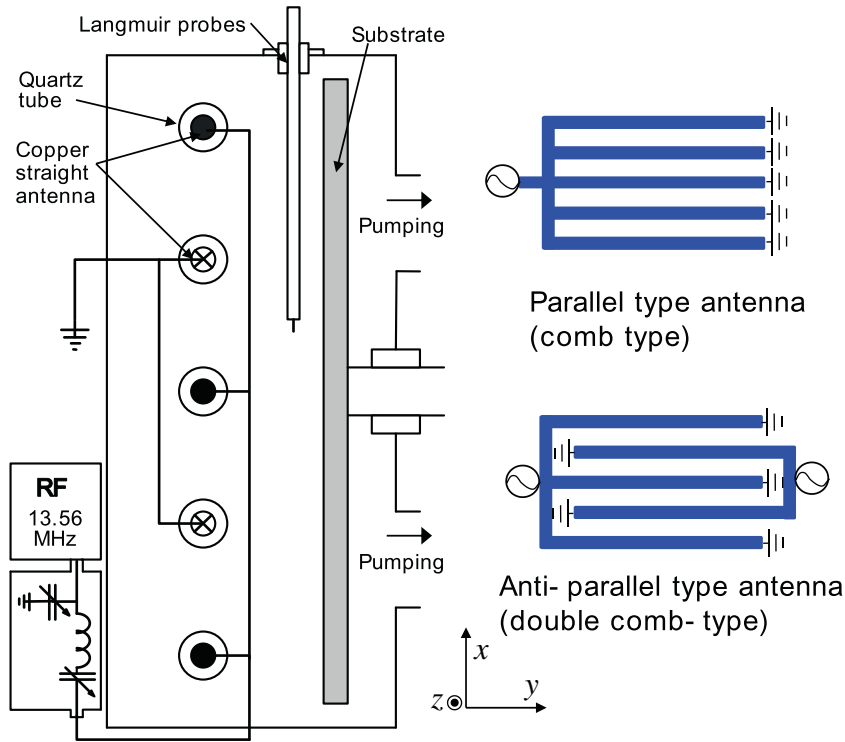 Langmuir probes
Substrate
Quartz
tube
Copper
straight
antenna
Pumping
Parallel type antenna
(comb type)
RF
13.56
MHz
Pumping
Anti- parallel type antenna
(double comb- type)
x
y
z